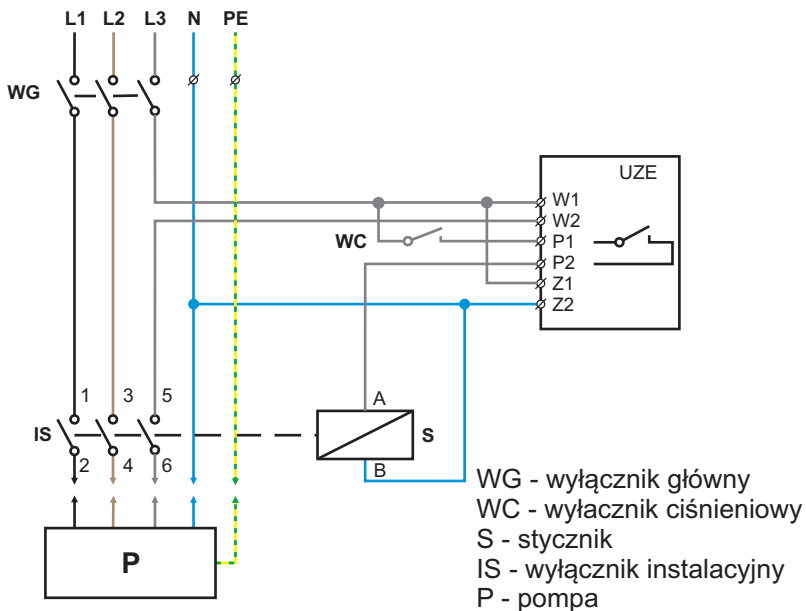 L1 L2 L3 N PE
WG
UZE
W1
W2
WC
P1
P2
Z1
Z2
1 3 5
A
IS
S
2 4 6
B
P
WG - wyłącznik główny
WC - wyłacznik ciśnieniowy
S - stycznik
IS - wyłącznik instalacyjny
P - pompa